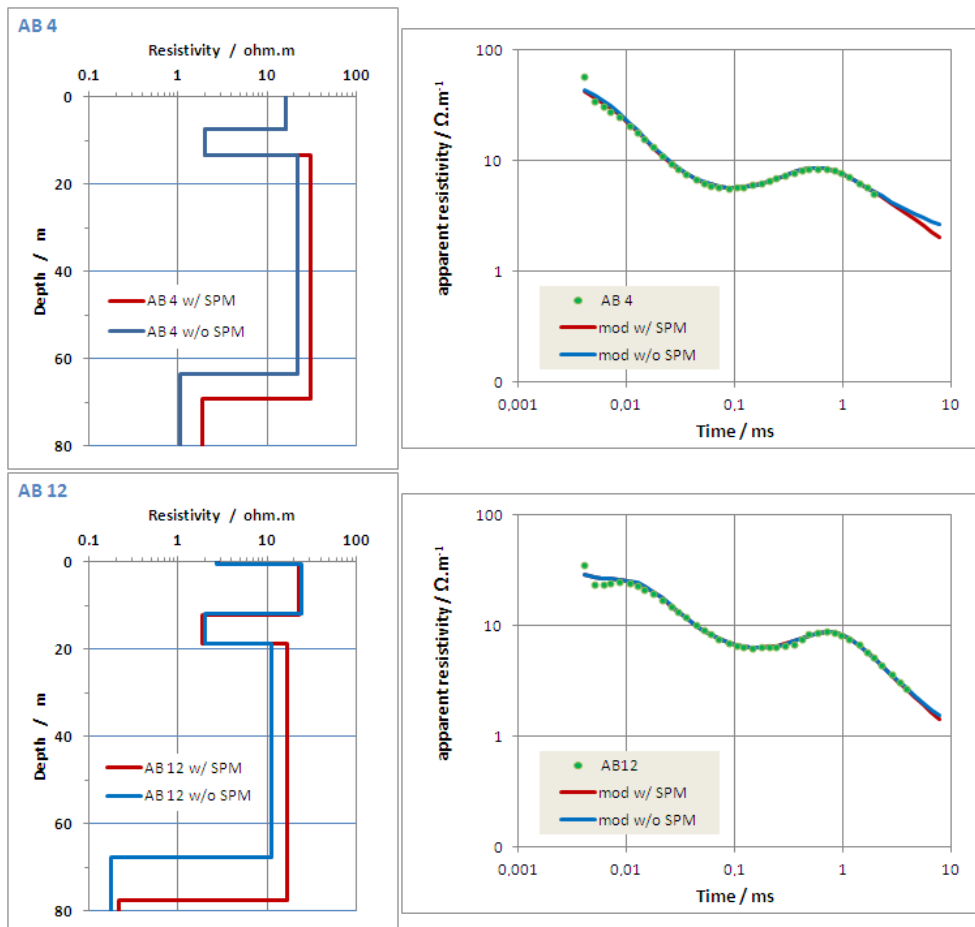 AB 4
Resistivity / ohm.m
0.1 1 10 100
0
20
40
60
80
Depth / m
AB 4 w/ SPM
AB 4 w/o SPM
100
10
1
0
apparent resistivity / Ω.m-1
AB 4
mod w/ SPM
mod w/o SPM
0,001 0,01 0,1 1 10
Time / ms
AB 12
Resistivity / ohm.m
0.1 1 10 100
0
20
40
60
80
Depth / m
AB 12 w/ SPM
AB 12 w/o SPM
100
10
1
0
apparent resistivity / Ω.m-1
AB12
mod w/ SPM
mod w/o SPM
0,001 0,01 0,1 1 10
Time / ms